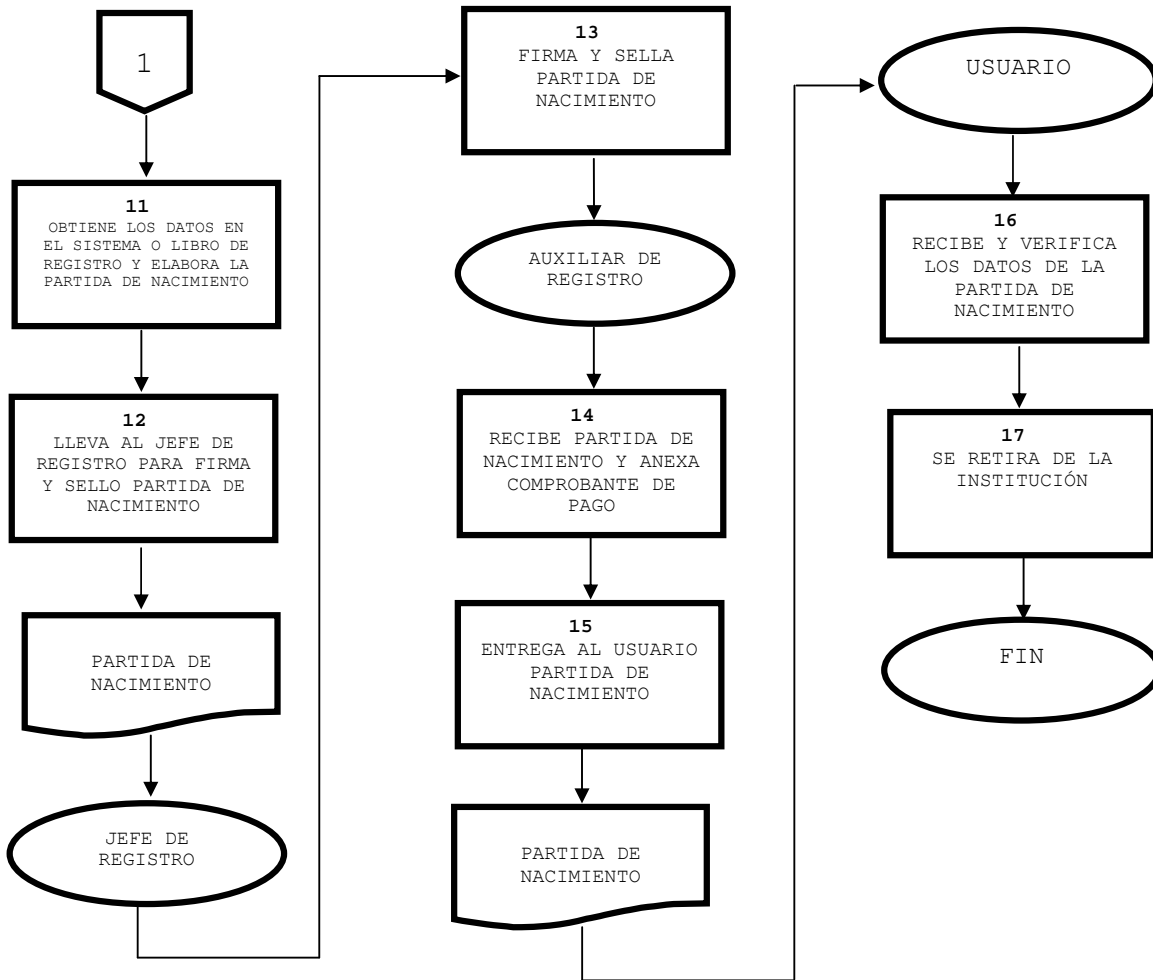 1
11
OBTIENE LOS DATOS EN
EL SISTEMA O LIBRO DE
REGISTRO Y ELABORA LA
PARTIDA DE NACIMIENTO
12
LLEVA AL JEFE DE
REGISTRO PARA FIRMA
Y SELLO PARTIDA DE
NACIMIENTO
PARTIDA DE
NACIMIENTO
JEFE DE
REGISTRO
13
FIRMA Y SELLA
PARTIDA DE
NACIMIENTO
AUXILIAR DE
REGISTRO
14
RECIBE PARTIDA DE
NACIMIENTO Y ANEXA
COMPROBANTE DE
PAGO
15
ENTREGA AL USUARIO
PARTIDA DE
NACIMIENTO
PARTIDA DE
NACIMIENTO
USUARIO
16
RECIBE Y VERIFICA
LOS DATOS DE LA
PARTIDA DE
NACIMIENTO
17
SE RETIRA DE LA
INSTITUCIÓN
FIN